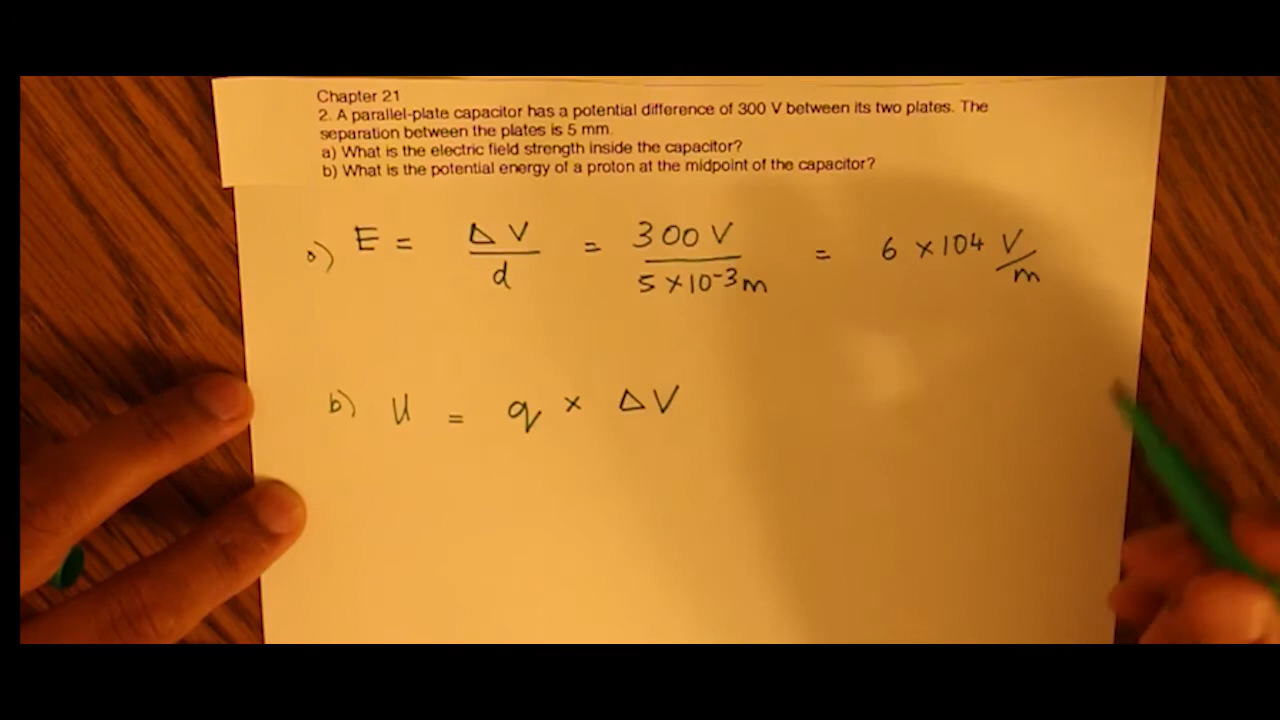 Chapter 21
2. A parallel-plate capacitor has a potential difference of 300 V between its two plates. The
separation between the plates is 5 mm.
a) What is the electric field strength inside the capacitor?
b) What is the potential energy of a proton at the midpoint of the capacitor?
a) E = ΔV/d = 300 V/5 × 10⁻³ m = 6 × 10⁴ V/m
b) U = q × ΔV